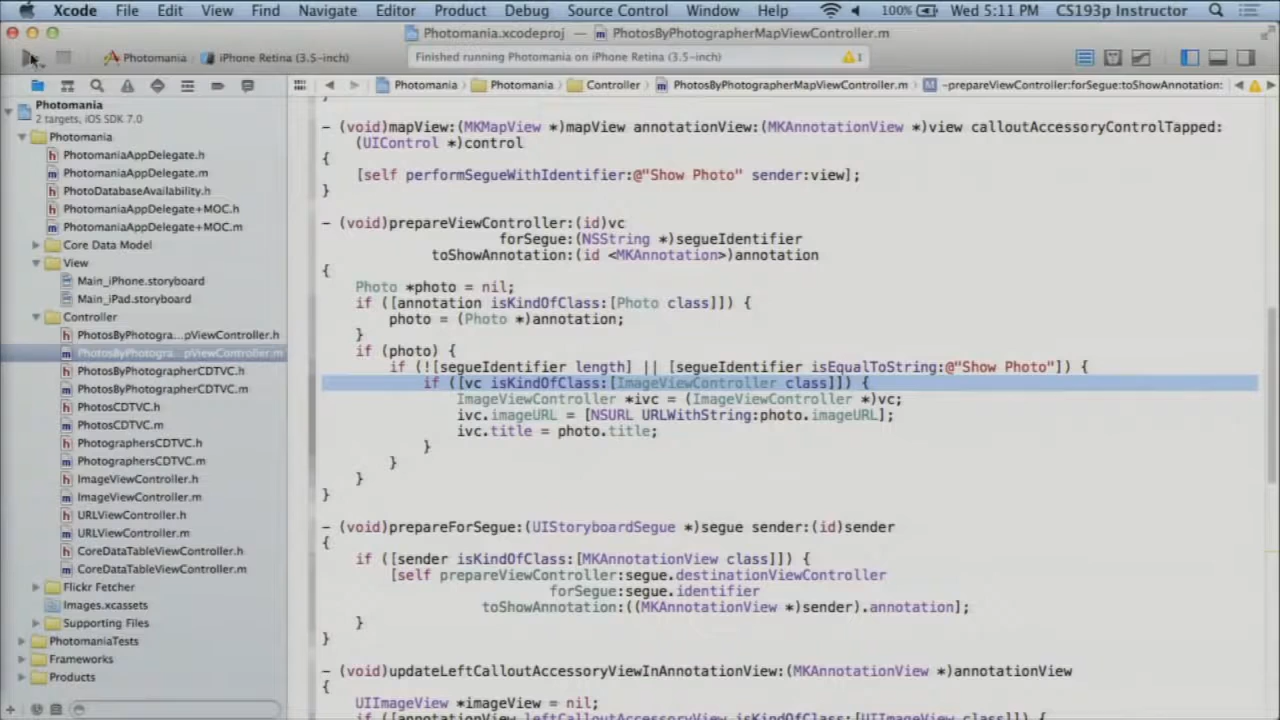 Xcode File Edit View Find Navigate Editor Product Debug Source Control Window Help 100% Wed 5:11 PM CS193p Instructor
Photomania.xcodeproj — PhotosByPhotographerMapViewController.m
Photomania iPhone Retina (3.5-inch) Finished running Photomania on iPhone Retina (3.5-inch) 1
Photomania Photomania Controller PhotosByPhotographerMapViewController.m -prepareViewController:forSegue:toShowAnnotation:
Photomania
2 targets, iOS SDK 7.0
Photomania
PhotomaniaAppDelegate.h
PhotomaniaAppDelegate.m
PhotoDatabaseAvailability.h
PhotomaniaAppDelegate+MOC.h
PhotomaniaAppDelegate+MOC.m
Core Data Model
View
Main_iPhone.storyboard
Main_iPad.storyboard
Controller
PhotosByPhotogra...pViewController.h
PhotosByPhotogra...pViewController.m
PhotosByPhotographerCDTVC.h
PhotosByPhotographerCDTVC.m
PhotosCDTVC.h
PhotosCDTVC.m
PhotographersCDTVC.h
PhotographersCDTVC.m
ImageViewController.h
ImageViewController.m
URLViewController.h
URLViewController.m
CoreDataTableViewController.h
CoreDataTableViewController.m
Flickr Fetcher
Images.xcassets
Supporting Files
PhotomaniaTests
Frameworks
Products
- (void)mapView:(MKMapView *)mapView annotationView:(MKAnnotationView *)view calloutAccessoryControlTapped:
(UIControl *)control
{
[self performSegueWithIdentifier:@"Show Photo" sender:view];
}
- (void)prepareViewController:(id)vc
forSegue:(NSString *)segueIdentifier
toShowAnnotation:(id <MKAnnotation>)annotation
{
Photo *photo = nil;
if ([annotation isKindOfClass:[Photo class]]) {
photo = (Photo *)annotation;
}
if (photo) {
if (![segueIdentifier length] || [segueIdentifier isEqualToString:@"Show Photo"]) {
if ([vc isKindOfClass:[ImageViewController class]]) {
ImageViewController *ivc = (ImageViewController *)vc;
ivc.imageURL = [NSURL URLWithString:photo.imageURL];
ivc.title = photo.title;
}
}
}
}
- (void)prepareForSegue:(UIStoryboardSegue *)segue sender:(id)sender
{
if ([sender isKindOfClass:[MKAnnotationView class]]) {
[self prepareViewController:segue.destinationViewController
forSegue:segue.identifier
toShowAnnotation:((MKAnnotationView *)sender).annotation];
}
}
- (void)updateLeftCalloutAccessoryViewInAnnotationView:(MKAnnotationView *)annotationView
{
UIImageView *imageView = nil;
if ([annotationView.leftCalloutAccessoryView isKindOfClass:[UIImageView class]]) {